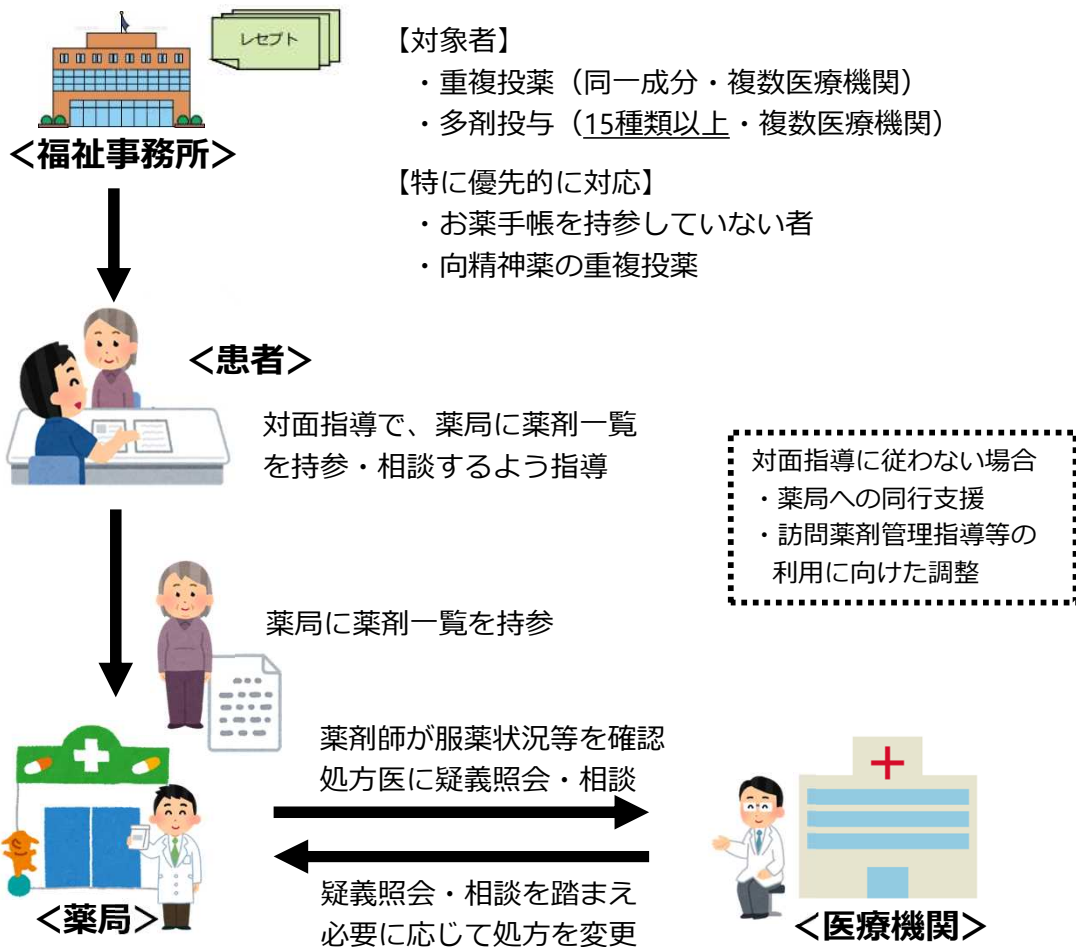 レセプト
【対象者】
・重複投薬（同一成分・複数医療機関）
・多剤投与（15種類以上・複数医療機関）
＜福祉事務所＞
【特に優先的に対応】
・お薬手帳を持参していない者
・向精神薬の重複投薬
＜患者＞
対面指導で、薬局に薬剤一覧
を持参・相談するよう指導
対面指導に従わない場合
・薬局への同行支援
・訪問薬剤管理指導等の
利用に向けた調整
薬局に薬剤一覧を持参
薬剤師が服薬状況等を確認
処方医に疑義照会・相談
疑義照会・相談を踏まえ
必要に応じて処方を変更
＜薬局＞
＜医療機関＞